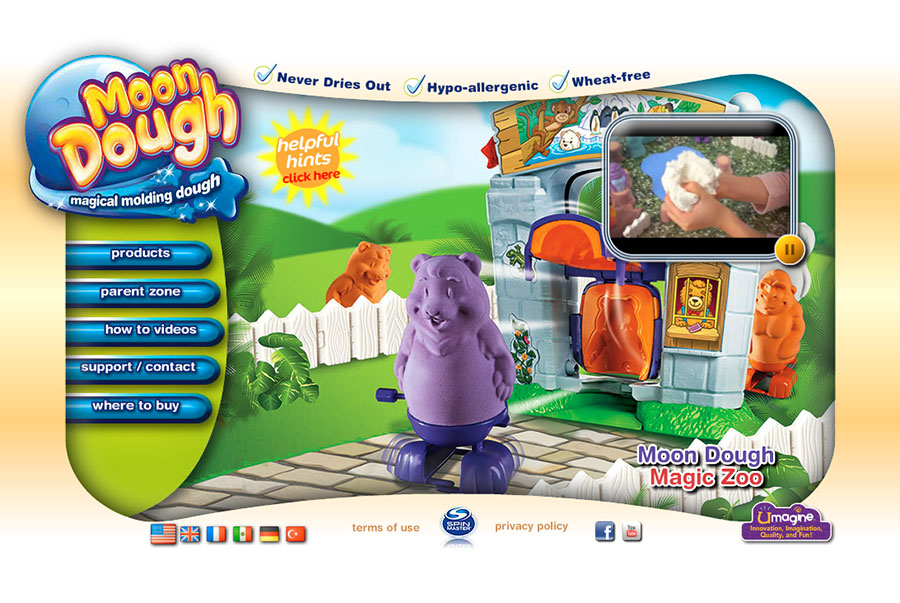 Moon
Dough
magical molding dough
Never Dries Out
Hypo-allergenic
Wheat-free
helpful
hints
click here
products
parent zone
how to videos
support / contact
where to buy
Moon Dough
Magic Zoo
terms of use
SPIN
MASTER
privacy policy
f
You
Tube
Umagine
Innovation, Imagination,
Quality, and Fun!